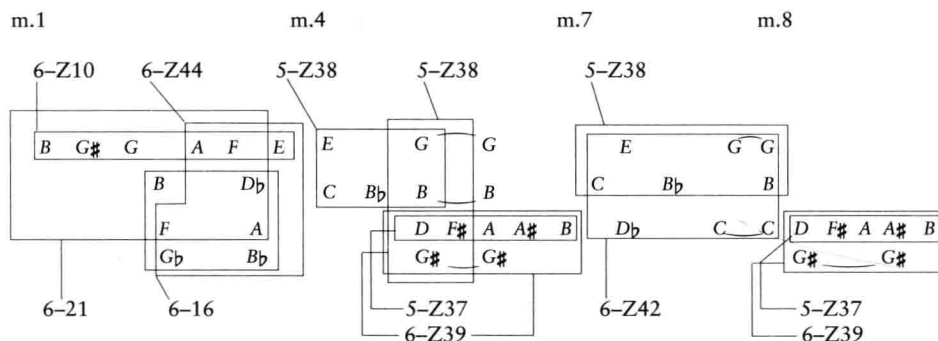 m.1 m.4 m.7 m.8
6–Z10 6–Z44 5–Z38 5–Z38 5–Z38
B G♯ G A F E E G G E G G
B D♭ C B♭ B B C B♭ B
F A D F♯ A A♯ B D♭ C C D F♯ A A♯ B
G♭ B♭ G♯ G♯ G♯ G♯
6–21 6–16 5–Z37 6–Z42 5–Z37
6–Z39 6–Z39